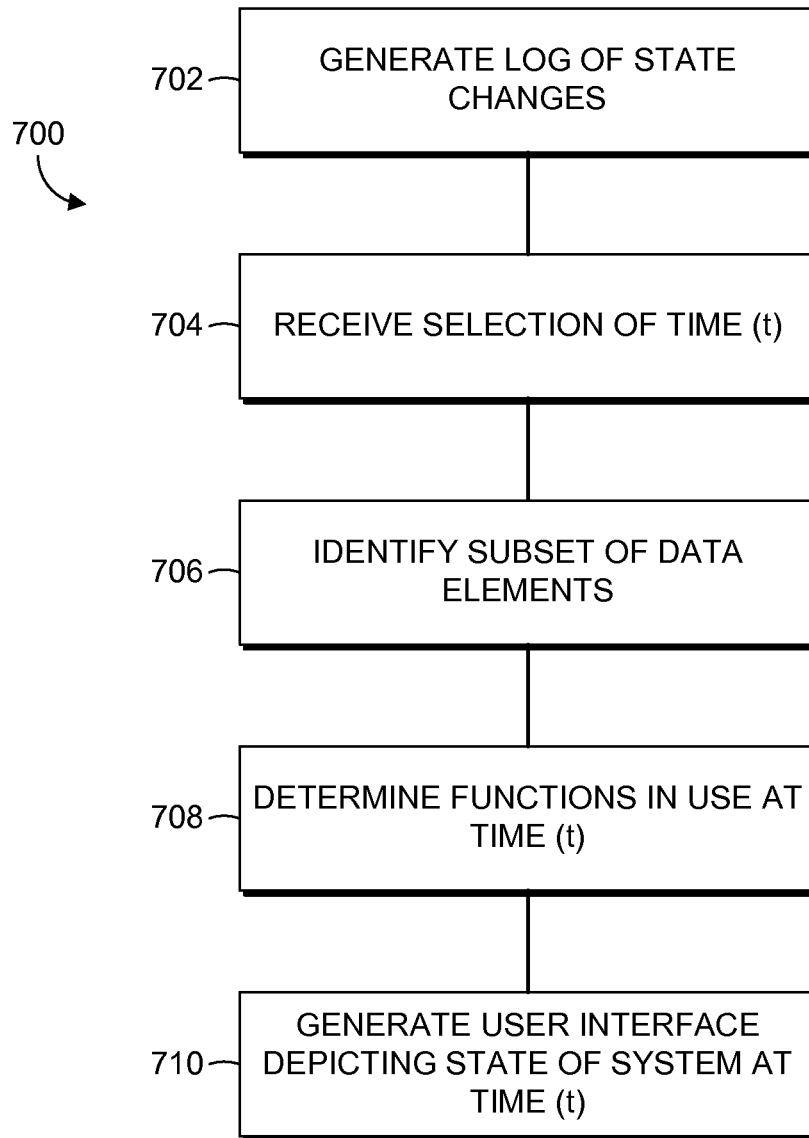 702
GENERATE LOG OF STATE
CHANGES
700
704
RECEIVE SELECTION OF TIME (t)
706
IDENTIFY SUBSET OF DATA
ELEMENTS
708
DETERMINE FUNCTIONS IN USE AT
TIME (t)
710
GENERATE USER INTERFACE
DEPICTING STATE OF SYSTEM AT
TIME (t)